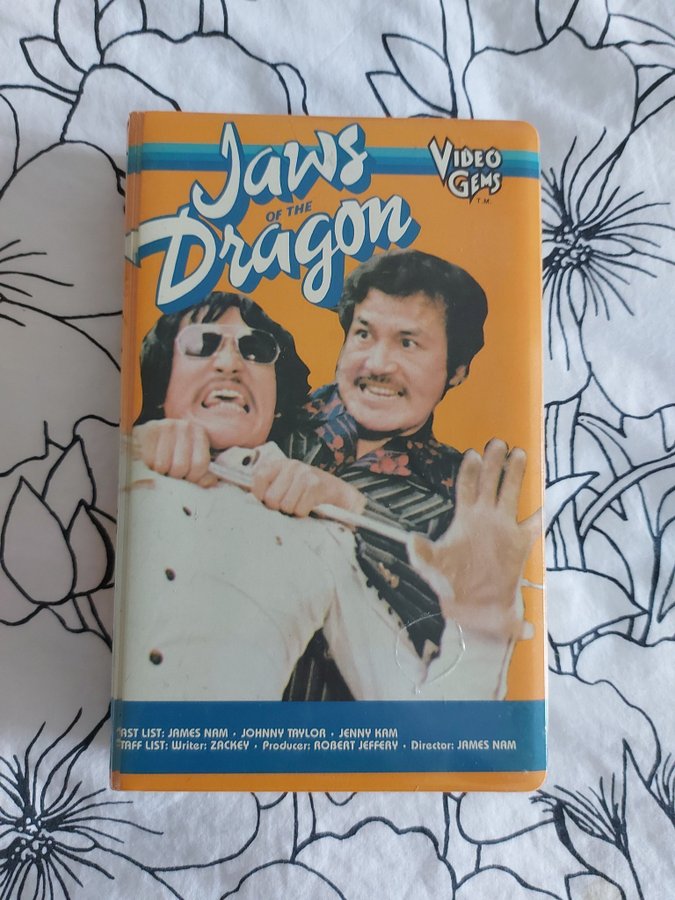 Jaws
OF THE
Dragon
VIDEO
GEMS
T.M.
AST LIST: JAMES NAM • JOHNNY TAYLOR • JENNY KAM
TAFF LIST: Writer: ZACKEY • Producer: ROBERT JEFFERY • Director: JAMES NAM